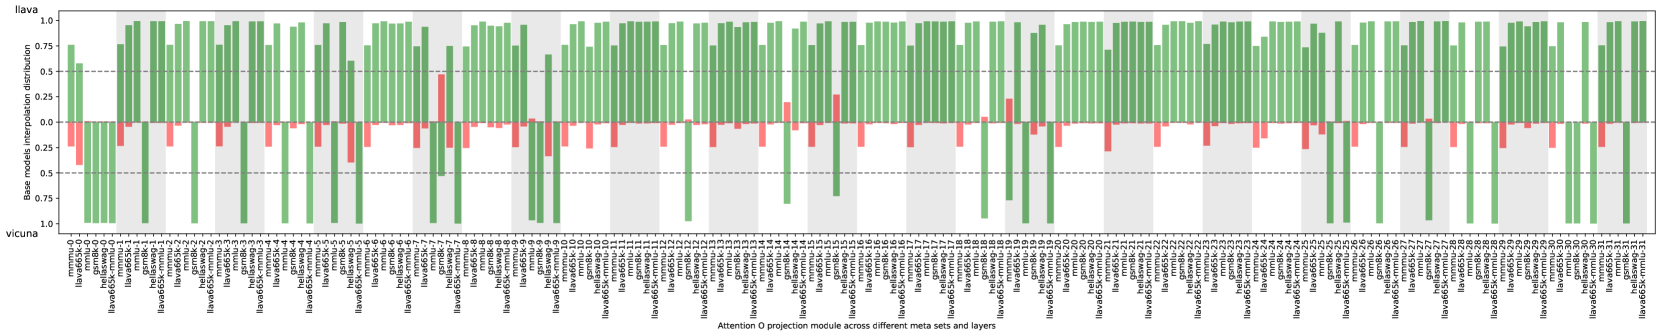 llava
1.0
0.75
0.5
0.25
0.0
0.25
0.5
0.75
1.0
vicuna
Base models interpolation distribution
mmmu-0
llava665k-0
mmlu-0
gsm8k-0
hellaswag-0
llava665k-mmlu-0
mmmu-1
llava665k-1
mmlu-1
gsm8k-1
hellaswag-1
llava665k-mmlu-1
mmmu-2
llava665k-2
mmlu-2
gsm8k-2
hellaswag-2
llava665k-mmlu-2
mmmu-3
llava665k-3
mmlu-3
gsm8k-3
hellaswag-3
llava665k-mmlu-3
mmmu-4
llava665k-4
mmlu-4
gsm8k-4
hellaswag-4
llava665k-mmlu-4
mmmu-5
llava665k-5
mmlu-5
gsm8k-5
hellaswag-5
llava665k-mmlu-5
mmmu-6
llava665k-6
mmlu-6
gsm8k-6
hellaswag-6
llava665k-mmlu-6
mmmu-7
llava665k-7
mmlu-7
gsm8k-7
hellaswag-7
llava665k-mmlu-7
mmmu-8
llava665k-8
mmlu-8
gsm8k-8
hellaswag-8
llava665k-mmlu-8
mmmu-9
llava665k-9
mmlu-9
gsm8k-9
hellaswag-9
llava665k-mmlu-9
mmmu-10
llava665k-10
mmlu-10
gsm8k-10
hellaswag-10
llava665k-mmlu-10
mmmu-11
llava665k-11
mmlu-11
gsm8k-11
hellaswag-11
llava665k-mmlu-11
mmmu-12
llava665k-12
mmlu-12
gsm8k-12
hellaswag-12
llava665k-mmlu-12
mmmu-13
llava665k-13
mmlu-13
gsm8k-13
hellaswag-13
llava665k-mmlu-13
mmmu-14
llava665k-14
mmlu-14
gsm8k-14
hellaswag-14
llava665k-mmlu-14
mmmu-15
llava665k-15
mmlu-15
gsm8k-15
hellaswag-15
llava665k-mmlu-15
mmmu-16
llava665k-16
mmlu-16
gsm8k-16
hellaswag-16
llava665k-mmlu-16
mmmu-17
llava665k-17
mmlu-17
gsm8k-17
hellaswag-17
llava665k-mmlu-17
mmmu-18
llava665k-18
mmlu-18
gsm8k-18
hellaswag-18
llava665k-mmlu-18
mmmu-19
llava665k-19
mmlu-19
gsm8k-19
hellaswag-19
llava665k-mmlu-19
mmmu-20
llava665k-20
mmlu-20
gsm8k-20
hellaswag-20
llava665k-mmlu-20
mmmu-21
llava665k-21
mmlu-21
gsm8k-21
hellaswag-21
llava665k-mmlu-21
mmmu-22
llava665k-22
mmlu-22
gsm8k-22
hellaswag-22
llava665k-mmlu-22
mmmu-23
llava665k-23
mmlu-23
gsm8k-23
hellaswag-23
llava665k-mmlu-23
mmmu-24
llava665k-24
mmlu-24
gsm8k-24
hellaswag-24
llava665k-mmlu-24
mmmu-25
llava665k-25
mmlu-25
gsm8k-25
hellaswag-25
llava665k-mmlu-25
mmmu-26
llava665k-26
mmlu-26
gsm8k-26
hellaswag-26
llava665k-mmlu-26
mmmu-27
llava665k-27
mmlu-27
gsm8k-27
hellaswag-27
llava665k-mmlu-27
mmmu-28
llava665k-28
mmlu-28
gsm8k-28
hellaswag-28
llava665k-mmlu-28
mmmu-29
llava665k-29
mmlu-29
gsm8k-29
hellaswag-29
llava665k-mmlu-29
mmmu-30
llava665k-30
mmlu-30
gsm8k-30
hellaswag-30
llava665k-mmlu-30
mmmu-31
llava665k-31
mmlu-31
gsm8k-31
hellaswag-31
llava665k-mmlu-31
Attention O projection module across different meta sets and layers